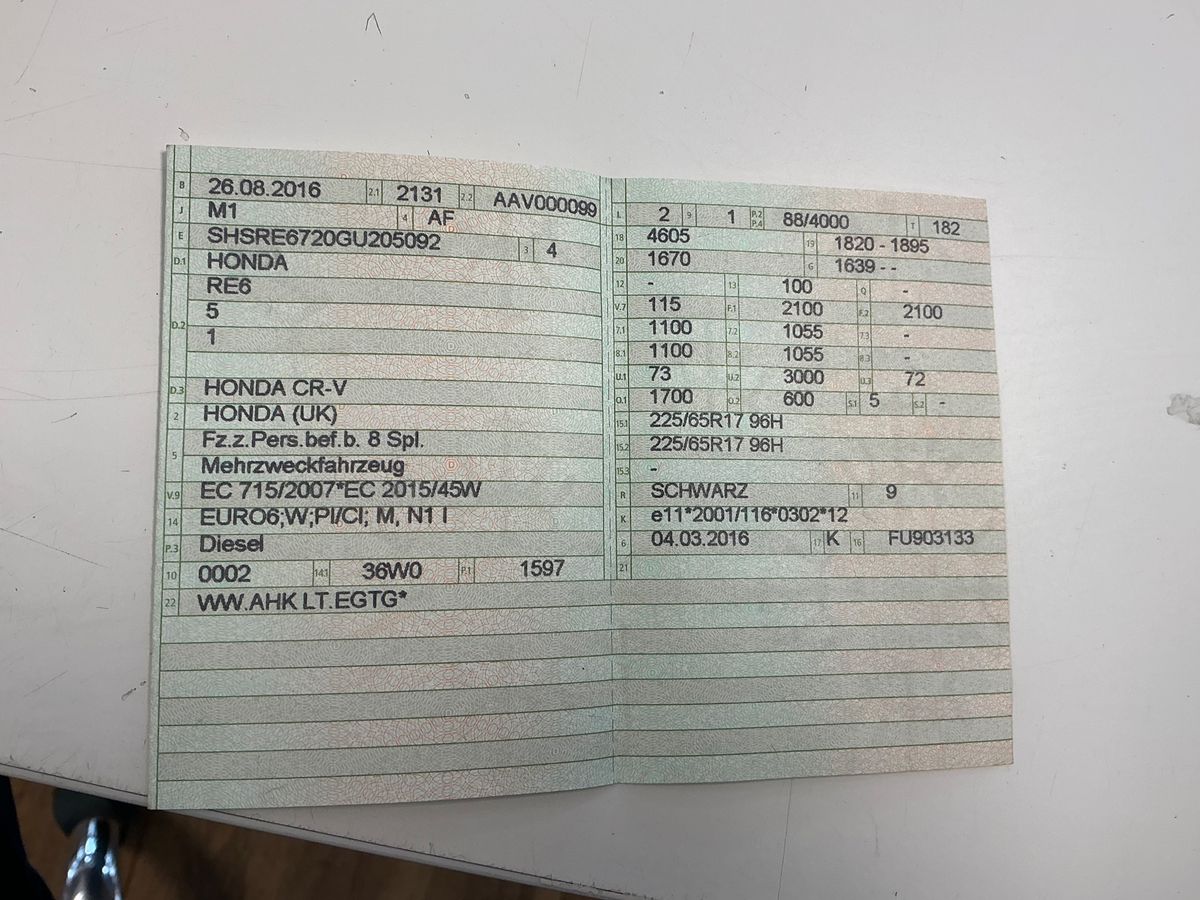 B 26.08.2016 2.1 2131 2.2 AAV000099
J M1 4 AF
E SHSRE6720GU205092 3 4
D.1 HONDA
RE6
D.2 5
1
D.3 HONDA CR-V
2 HONDA (UK)
5 Fz.z.Pers.bef.b. 8 Spl.
Mehrzweckfahrzeug
V.9 EC 715/2007*EC 2015/45W
14 EURO6;W;PI/CI; M, N1 I
P.3 Diesel
10 0002 14.1 36W0 P.1 1597
22 WW.AHK LT.EGTG*
L 2 9 1 P.2 P.4 88/4000 T 182
18 4605 19 1820 - 1895
20 1670 G 1639 - -
12 - 13 100 Q -
V.7 115 F.1 2100 F.2 2100
7.1 1100 7.2 1055 7.3 -
8.1 1100 8.2 1055 8.3 -
U.1 73 U.2 3000 U.3 72
O.1 1700 O.2 600 S.1 5 S.2 -
15.1 225/65R17 96H
15.2 225/65R17 96H
15.3 -
R SCHWARZ 11 9
K e11*2001/116*0302*12
6 04.03.2016 17 K 16 FU903133
21